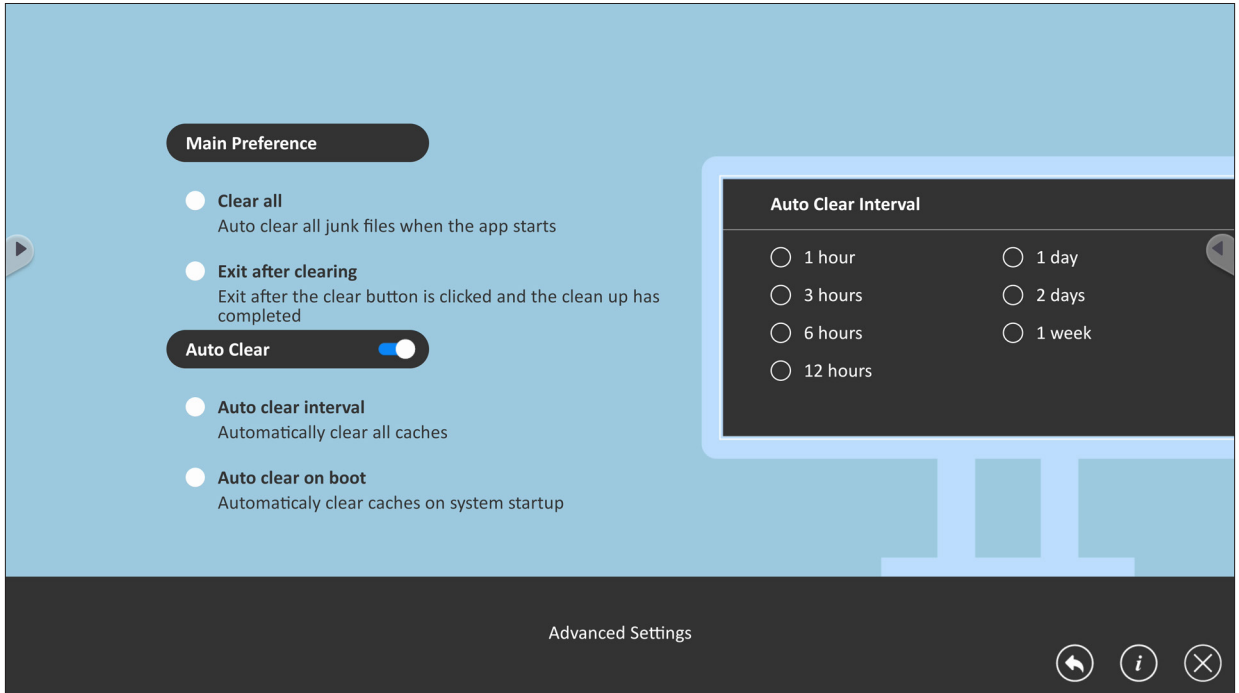 Main Preference
Clear all
Auto clear all junk files when the app starts
Exit after clearing
Exit after the clear button is clicked and the clean up has
completed
Auto Clear
Auto clear interval
Automatically clear all caches
Auto clear on boot
Automaticaly clear caches on system startup
Auto Clear Interval
1 hour
1 day
3 hours
2 days
6 hours
1 week
12 hours
Advanced Settings
i